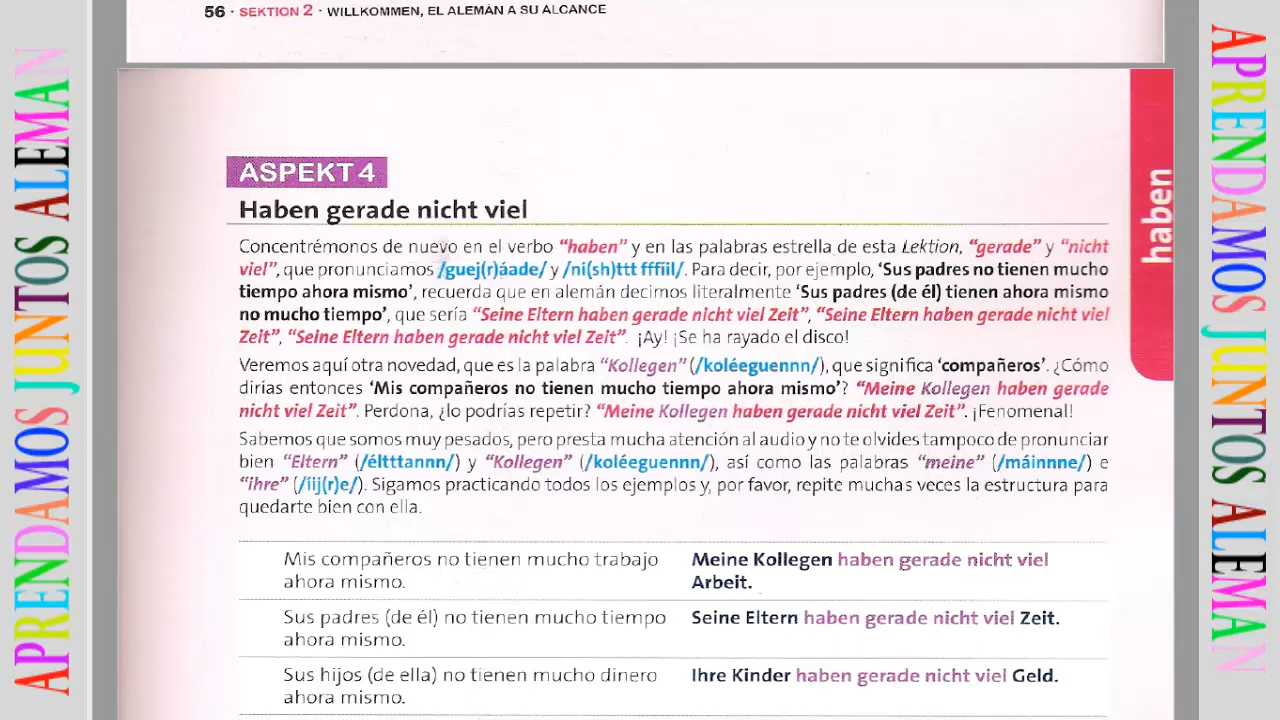 56 · SEKTION 2 · WILLKOMMEN, EL ALEMÁN A SU ALCANCE
APRENDAMOS JUNTOS ALEMAN
ASPEKT 4
Haben gerade nicht viel
Concentrémonos de nuevo en el verbo “haben” y en las palabras estrella de esta Lektion, “gerade” y “nicht
viel”, que pronunciamos /guej(r)áade/ y /ni(sh)ttt fffiil/. Para decir, por ejemplo, ‘Sus padres no tienen mucho
tiempo ahora mismo’, recuerda que en alemán decimos literalmente ‘Sus padres (de él) tienen ahora mismo
no mucho tiempo’, que sería “Seine Eltern haben gerade nicht viel Zeit”, “Seine Eltern haben gerade nicht viel
Zeit”, “Seine Eltern haben gerade nicht viel Zeit”. ¡Ay! ¡Se ha rayado el disco!
Veremos aquí otra novedad, que es la palabra “Kollegen” (/koléeguennn/), que significa ‘compañeros’. ¿Cómo
dirías entonces ‘Mis compañeros no tienen mucho tiempo ahora mismo’? “Meine Kollegen haben gerade
nicht viel Zeit”. Perdona, ¿lo podrías repetir? “Meine Kollegen haben gerade nicht viel Zeit”. ¡Fenomenal!
Sabemos que somos muy pesados, pero presta mucha atención al audio y no te olvides tampoco de pronunciar
bien “Eltern” (/éltttannn/) y “Kollegen” (/koléeguennn/), así como las palabras “meine” (/máinnne/) e
“ihre” (/iij(r)e/). Sigamos practicando todos los ejemplos y, por favor, repite muchas veces la estructura para
quedarte bien con ella.
Mis compañeros no tienen mucho trabajo
ahora mismo.
Meine Kollegen haben gerade nicht viel
Arbeit.
Sus padres (de él) no tienen mucho tiempo
ahora mismo.
Seine Eltern haben gerade nicht viel Zeit.
Sus hijos (de ella) no tienen mucho dinero
ahora mismo.
Ihre Kinder haben gerade nicht viel Geld.
haben
APRENDAMOS JUNTOS ALEMAN